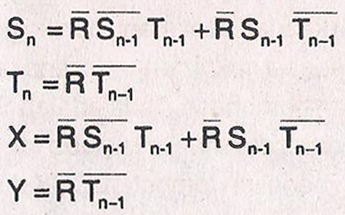 Sₙ = R̅ S̅ₙ₋₁ Tₙ₋₁ + R̅ Sₙ₋₁ T̅ₙ₋₁
Tₙ = R̅ T̅ₙ₋₁
X = R̅ S̅ₙ₋₁ Tₙ₋₁ + R̅ Sₙ₋₁ T̅ₙ₋₁
Y = R̅ T̅ₙ₋₁